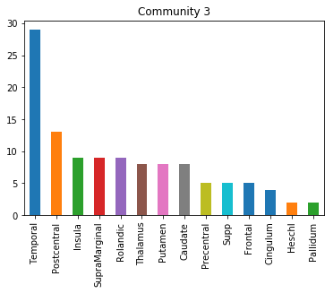 Community 3
30
25
20
15
10
5
0
Temporal
Postcentral
Insula
SupraMarginal
Rolandic
Thalamus
Putamen
Caudate
Precentral
Supp
Frontal
Cingulum
Heschl
Pallidum